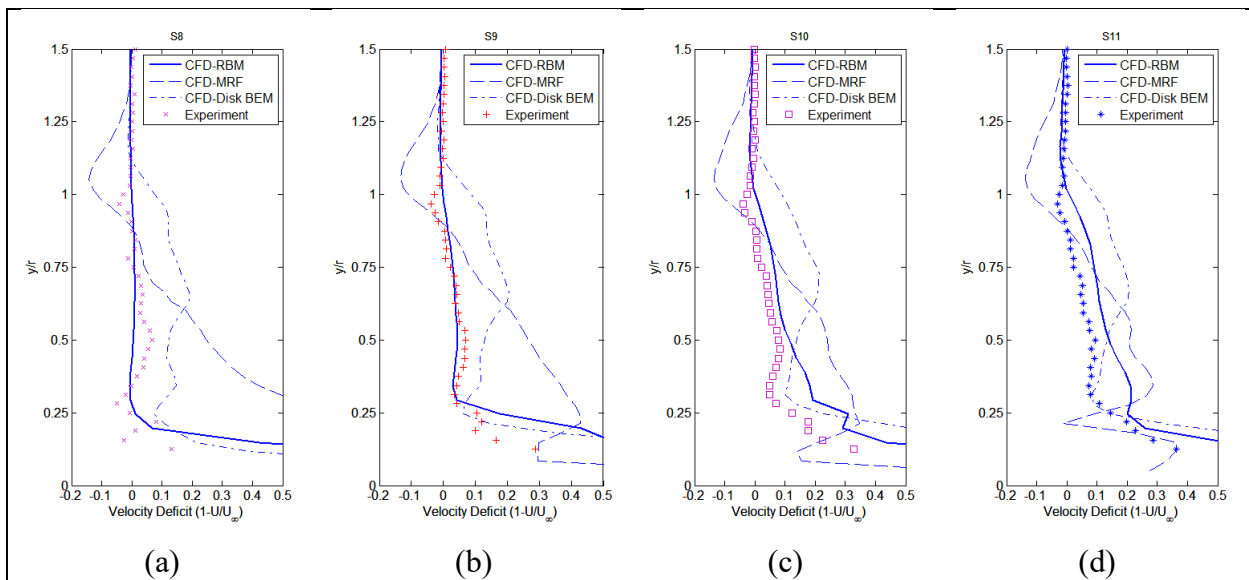 S8
1.5
1.25
1
0.75
0.5
0.25
0
y/r
CFD-RBM
CFD-MRF
CFD-Disk BEM
Experiment
-0.2 -0.1 0 0.1 0.2 0.3 0.4 0.5
Velocity Deficit (1-U/U∞)
(a)
S9
1.5
1.25
1
0.75
0.5
0.25
0
y/r
CFD-RBM
CFD-MRF
CFD-Disk BEM
Experiment
-0.2 -0.1 0 0.1 0.2 0.3 0.4 0.5
Velocity Deficit (1-U/U∞)
(b)
S10
1.5
1.25
1
0.75
0.5
0.25
0
y/r
CFD-RBM
CFD-MRF
CFD-Disk BEM
Experiment
-0.2 -0.1 0 0.1 0.2 0.3 0.4 0.5
Velocity Deficit (1-U/U∞)
(c)
S11
1.5
1.25
1
0.75
0.5
0.25
0
y/r
CFD-RBM
CFD-MRF
CFD-Disk BEM
Experiment
-0.2 -0.1 0 0.1 0.2 0.3 0.4 0.5
Velocity Deficit (1-U/U∞)
(d)